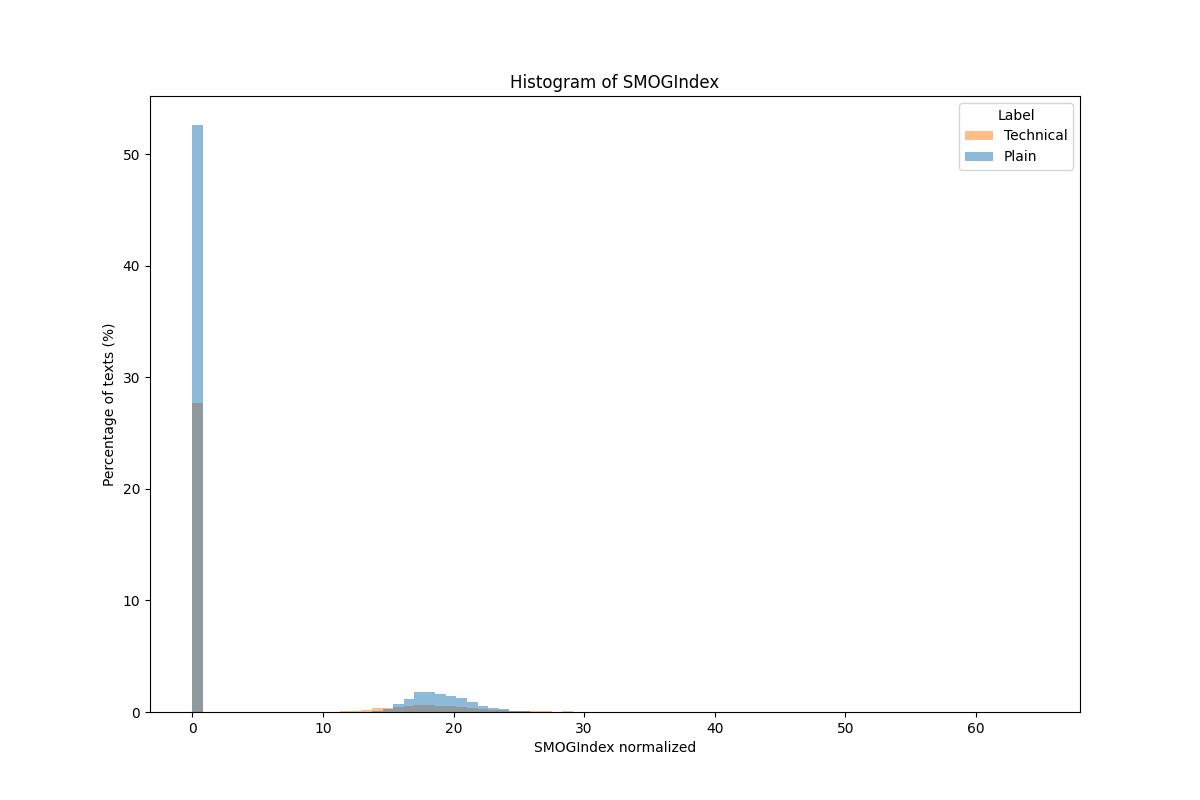 Histogram of SMOGIndex
Label
Technical
Plain
50
40
30
20
10
0
Percentage of texts (%)
0 10 20 30 40 50 60
SMOGIndex normalized